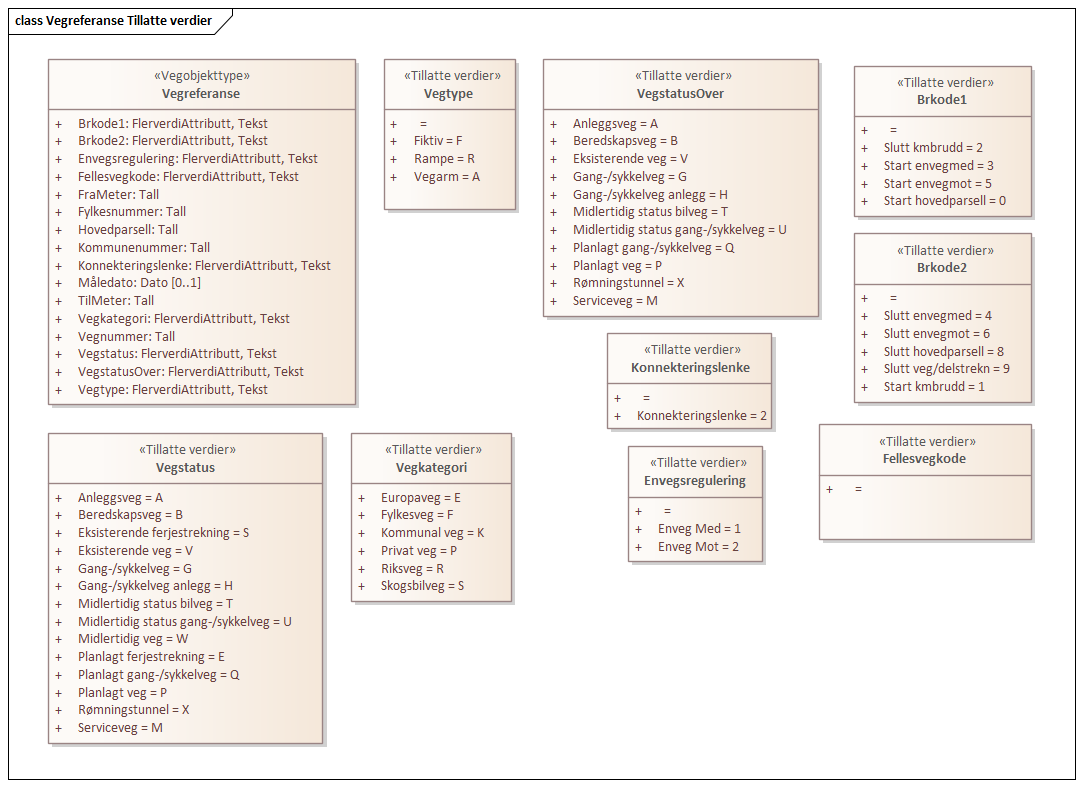 class Vegreferanse Tillatte verdier
«Vegobjekttype»
Vegreferanse
+ Brkode1: FlerverdiAttributt, Tekst
+ Brkode2: FlerverdiAttributt, Tekst
+ Envegsregulering: FlerverdiAttributt, Tekst
+ Fellesvegkode: FlerverdiAttributt, Tekst
+ FraMeter: Tall
+ Fylkesnummer: Tall
+ Hovedparsell: Tall
+ Kommunenummer: Tall
+ Konnekteringslenke: FlerverdiAttributt, Tekst
+ Måledato: Dato [0..1]
+ TilMeter: Tall
+ Vegkategori: FlerverdiAttributt, Tekst
+ Vegnummer: Tall
+ Vegstatus: FlerverdiAttributt, Tekst
+ VegstatusOver: FlerverdiAttributt, Tekst
+ Vegtype: FlerverdiAttributt, Tekst
«Tillatte verdier»
Vegtype
+ =
+ Fiktiv = F
+ Rampe = R
+ Vegarm = A
«Tillatte verdier»
VegstatusOver
+ Anleggsveg = A
+ Beredskapsveg = B
+ Eksisterende veg = V
+ Gang-/sykkelveg = G
+ Gang-/sykkelveg anlegg = H
+ Midlertidig status bilveg = T
+ Midlertidig status gang-/sykkelveg = U
+ Planlagt gang-/sykkelveg = Q
+ Planlagt veg = P
+ Rømningstunnel = X
+ Serviceveg = M
«Tillatte verdier»
Brkode1
+ =
+ Slutt kmbrudd = 2
+ Start envegmed = 3
+ Start envegmot = 5
+ Start hovedparsell = 0
«Tillatte verdier»
Brkode2
+ =
+ Slutt envegmed = 4
+ Slutt envegmot = 6
+ Slutt hovedparsell = 8
+ Slutt veg/delstrekn = 9
+ Start kmbrudd = 1
«Tillatte verdier»
Konnekteringslenke
+ =
+ Konnekteringslenke = 2
«Tillatte verdier»
Vegstatus
+ Anleggsveg = A
+ Beredskapsveg = B
+ Eksisterende ferjestrekning = S
+ Eksisterende veg = V
+ Gang-/sykkelveg = G
+ Gang-/sykkelveg anlegg = H
+ Midlertidig status bilveg = T
+ Midlertidig status gang-/sykkelveg = U
+ Midlertidig veg = W
+ Planlagt ferjestrekning = E
+ Planlagt gang-/sykkelveg = Q
+ Planlagt veg = P
+ Rømningstunnel = X
+ Serviceveg = M
«Tillatte verdier»
Vegkategori
+ Europaveg = E
+ Fylkesveg = F
+ Kommunal veg = K
+ Privat veg = P
+ Riksveg = R
+ Skogsbilveg = S
«Tillatte verdier»
Envegsregulering
+ =
+ Enveg Med = 1
+ Enveg Mot = 2
«Tillatte verdier»
Fellesvegkode
+ =